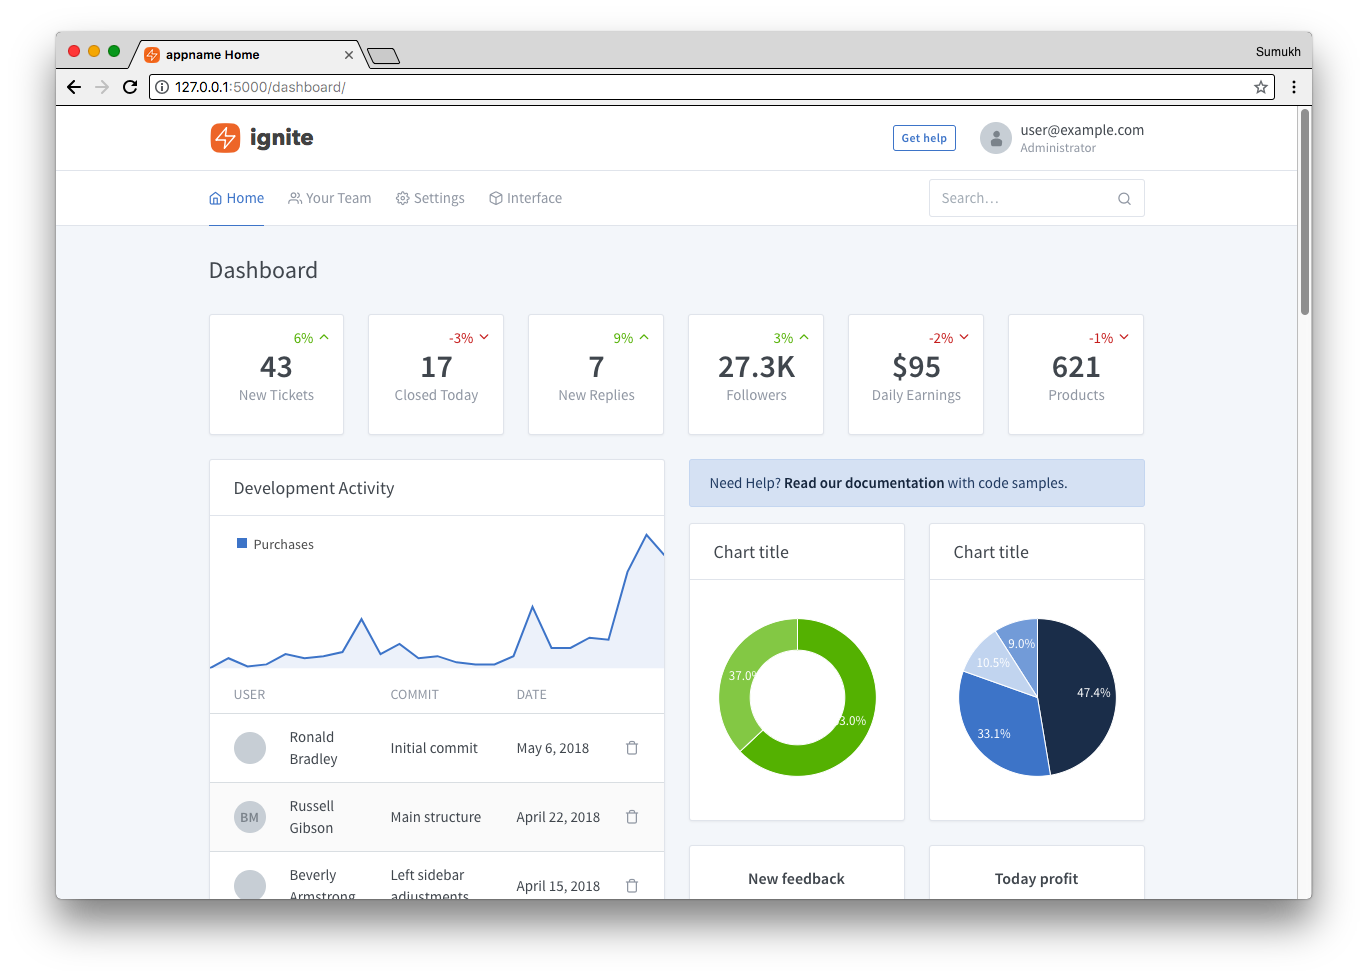 appname Home
Sumukh
127.0.0.1:5000/dashboard/
ignite
Get help
user@example.com
Administrator
Home
Your Team
Settings
Interface
Search...
Dashboard
6%
43
New Tickets
-3%
17
Closed Today
9%
7
New Replies
3%
27.3K
Followers
-2%
$95
Daily Earnings
-1%
621
Products
Development Activity
Purchases
USER COMMIT DATE
Ronald
Bradley
Initial commit
May 6, 2018
BM
Russell
Gibson
Main structure
April 22, 2018
Beverly
Armstrong
Left sidebar
adjustments
April 15, 2018
Need Help? Read our documentation with code samples.
Chart title
37.0%
3.0%
Chart title
9.0%
10.5%
47.4%
33.1%
New feedback
Today profit